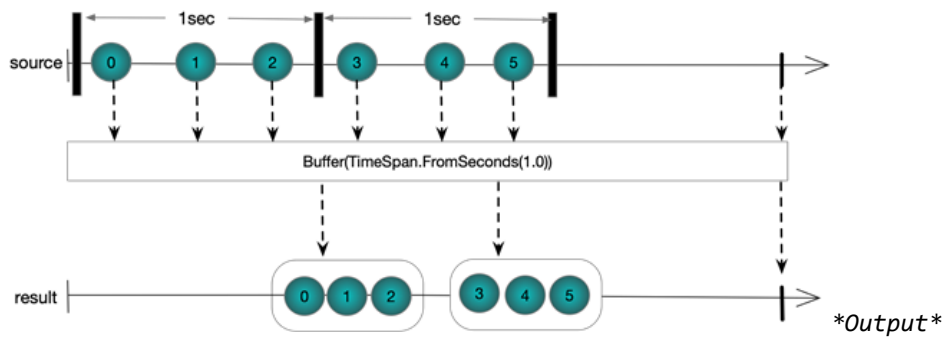 1sec 1sec
source 0 1 2 3 4 5
Buffer(TimeSpan.FromSeconds(1.0))
result 0 1 2 3 4 5
*Output*